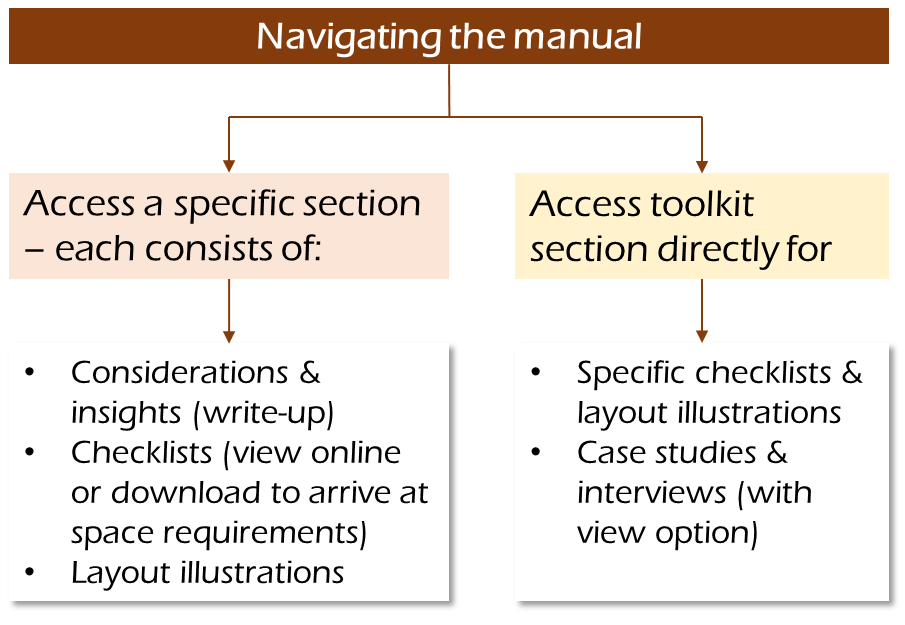 Navigating the manual
Access a specific section
– each consists of:
• Considerations &
insights (write-up)
• Checklists (view online
or download to arrive at
space requirements)
• Layout illustrations
Access toolkit
section directly for
• Specific checklists &
layout illustrations
• Case studies &
interviews (with
view option)